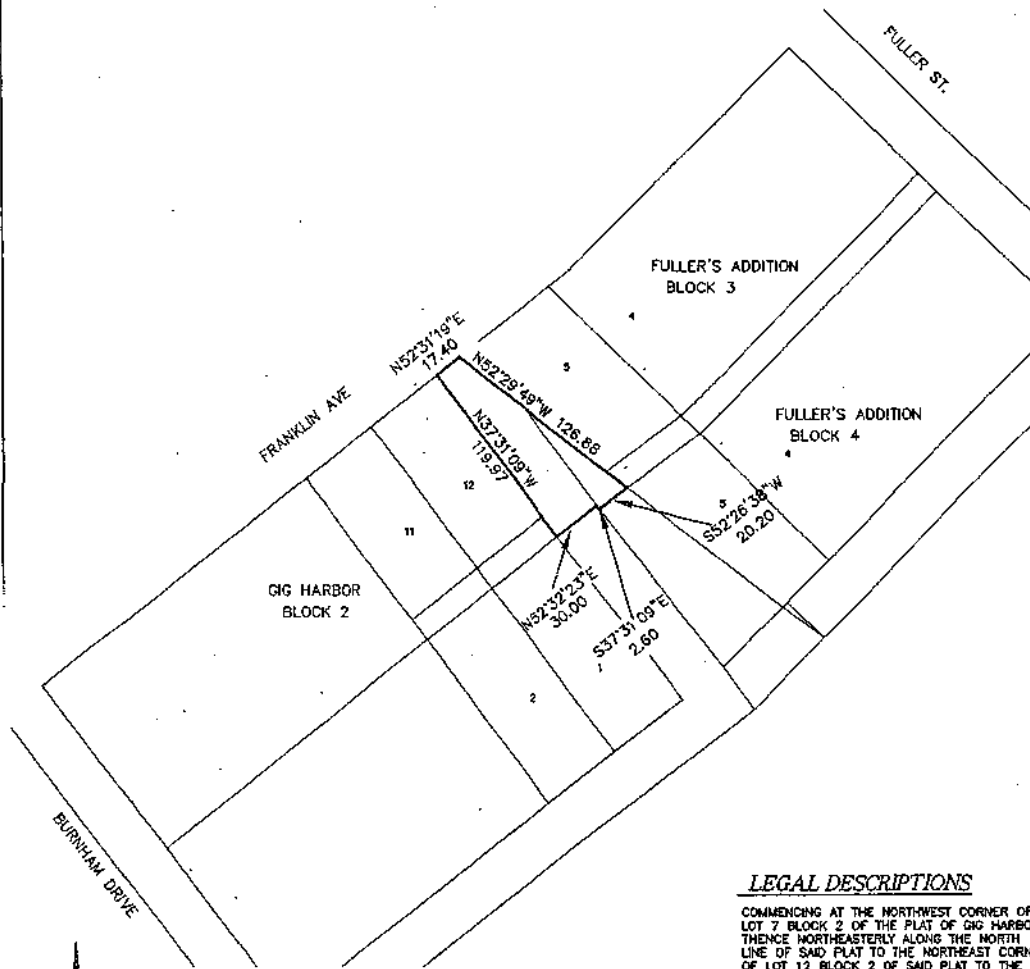 FULLER ST.
FULLER'S ADDITION
BLOCK 3
4
5
N52°31'19"E
17.40
N52°29'49"W 126.88
FRANKLIN AVE
FULLER'S ADDITION
BLOCK 4
4
5
N37°31'09"W
119.97
12
S52°26'38"W
20.20
11
GIG HARBOR
BLOCK 2
N52°32'23"E
30.00
S37°31'09"E
2.60
1
2
BURNHAM DRIVE
LEGAL DESCRIPTIONS
COMMENCING AT THE NORTHWEST CORNER OF
LOT 7 BLOCK 2 OF THE PLAT OF GIG HARBO
THENCE NORTHEASTERLY ALONG THE NORTH
LINE OF SAID PLAT TO THE NORTHEAST CORN
OF LOT 12 BLOCK 2 OF SAID PLAT TO THE